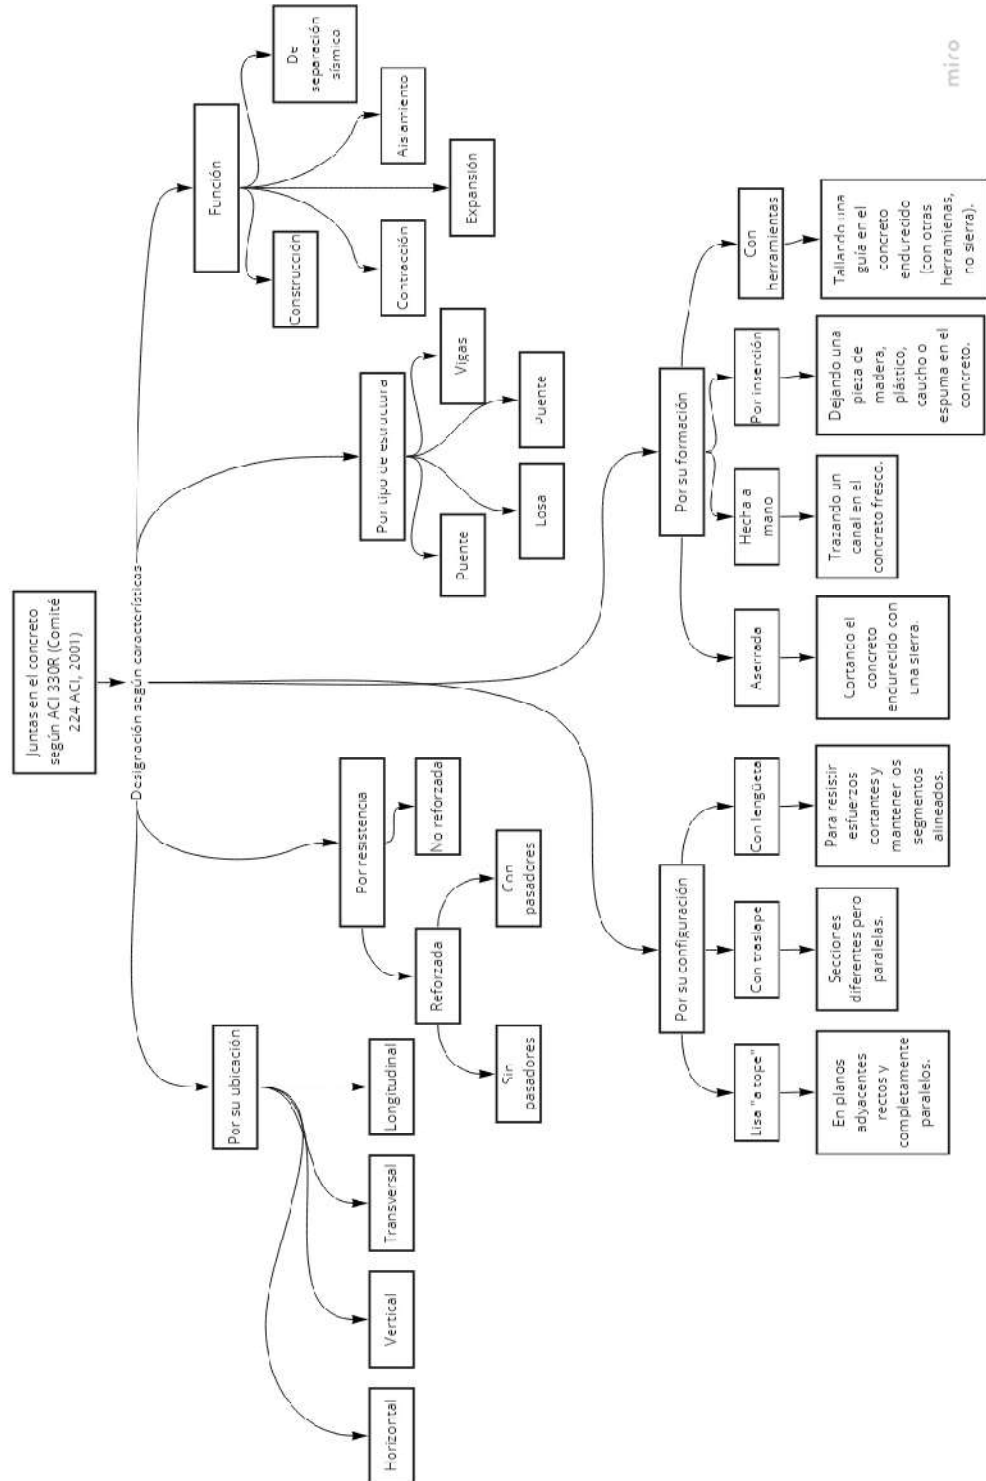 Juntas en el concreto
según ACI 330R (Comité
224 ACI, 2001)
Designación según características
Por su ubicación
Horizontal
Vertical
Transversal
Longitudinal
Por resistencia
Reforzada
No reforzada
Sin
pasadores
Con
pasadores
Por tipo de estructura
Puente
Losa
Puente
Vigas
Función
Construcción
Contracción
Expansión
Aislamiento
De
separación
sísmico
Por su configuración
Lisa "a tope"
Con traslape
Con lengüeta
En planos
adyacentes
rectos y
completamente
paralelos.
Secciones
diferentes pero
paralelas.
Para resistir
esfuerzos
cortantes y
mantener los
segmentos
alineados.
Por su formación
Aserrada
Hecha a
mano
Por inserción
Con
herramientas
Cortando el
concreto
endurecido con
una sierra.
Trazando un
canal en el
concreto fresco.
Dejando una
pieza de
madera,
plástico,
caucho o
espuma en el
concreto.
Tallando una
guía en el
concreto
endurecido
(con otras
herramienas,
no sierra).
miro